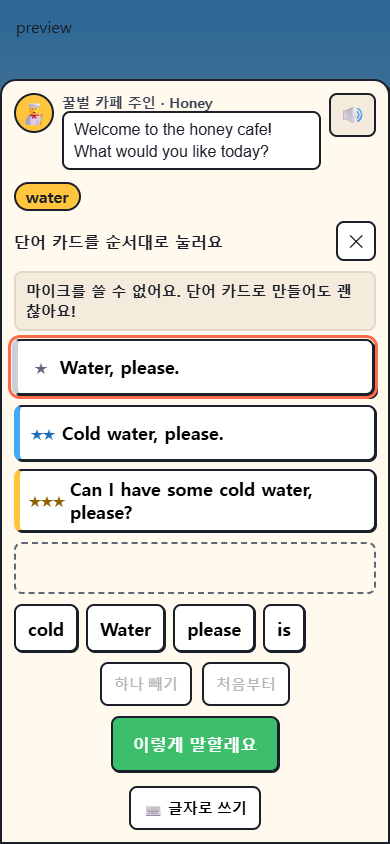 preview
꿀벌 카페 주인 · Honey
Welcome to the honey cafe!
What would you like today?
water
단어 카드를 순서대로 눌러요
마이크를 쓸 수 없어요. 단어 카드로 만들어도 괜
찮아요!
★ Water, please.
★★ Cold water, please.
★★★ Can I have some cold water,
please?
cold Water please is
하나 빼기 처음부터
이렇게 말할래요
글자로 쓰기